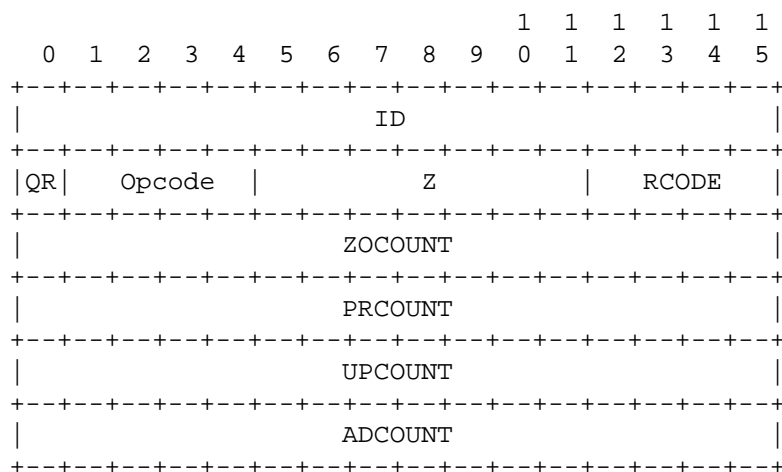 1  1  1  1  1  1
  0  1  2  3  4  5  6  7  8  9  0  1  2  3  4  5
+--+--+--+--+--+--+--+--+--+--+--+--+--+--+--+--+
|                      ID                       |
+--+--+--+--+--+--+--+--+--+--+--+--+--+--+--+--+
|QR|   Opcode  |          Z         |   RCODE   |
+--+--+--+--+--+--+--+--+--+--+--+--+--+--+--+--+
|                    ZOCOUNT                    |
+--+--+--+--+--+--+--+--+--+--+--+--+--+--+--+--+
|                    PRCOUNT                    |
+--+--+--+--+--+--+--+--+--+--+--+--+--+--+--+--+
|                    UPCOUNT                    |
+--+--+--+--+--+--+--+--+--+--+--+--+--+--+--+--+
|                    ADCOUNT                    |
+--+--+--+--+--+--+--+--+--+--+--+--+--+--+--+--+